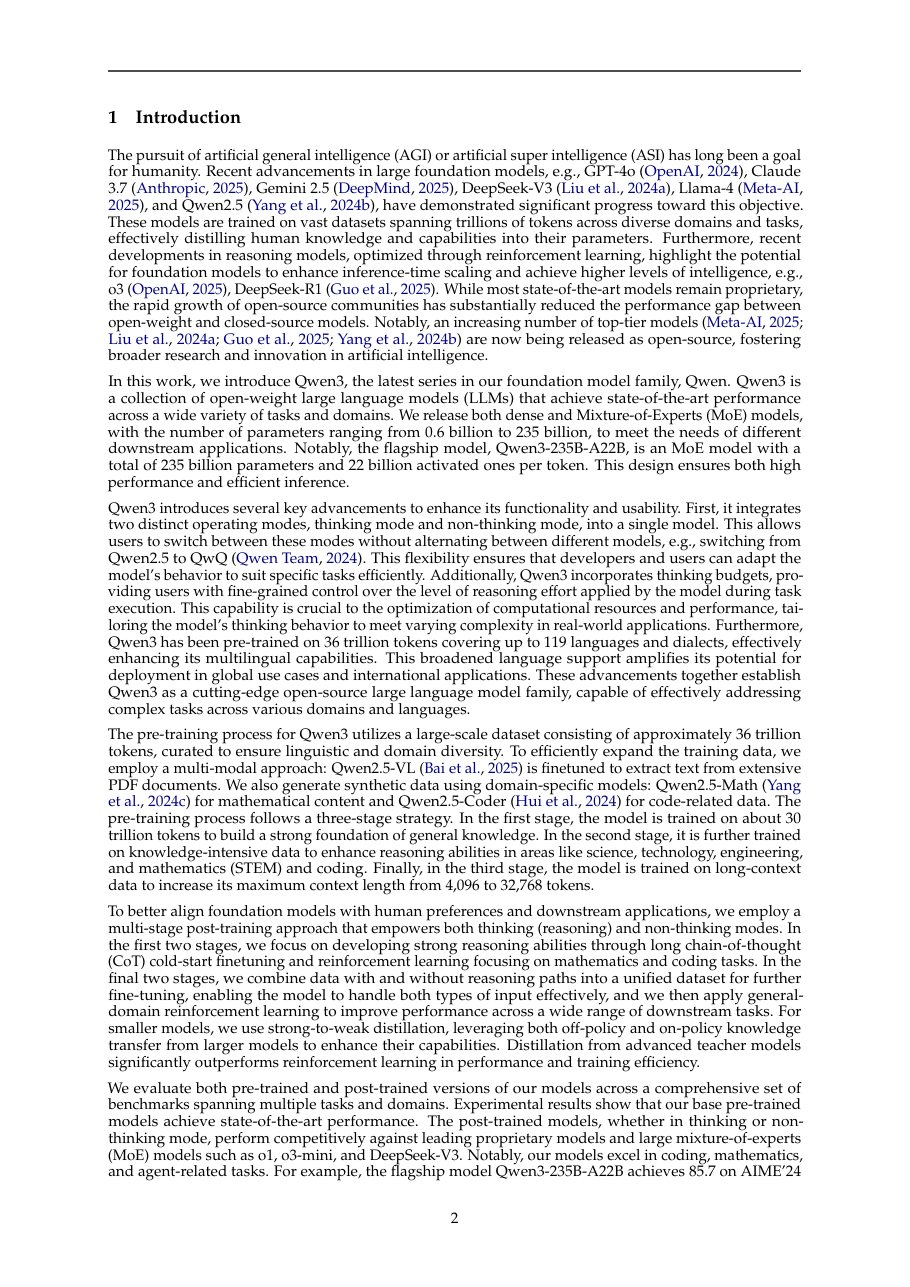 1 Introduction
The pursuit of artificial general intelligence (AGI) or artificial super intelligence (ASI) has long been a goal
for humanity. Recent advancements in large foundation models, e.g., GPT-4o (OpenAI, 2024), Claude
3.7 (Anthropic, 2025), Gemini 2.5 (DeepMind, 2025), DeepSeek-V3 (Liu et al., 2024a), Llama-4 (Meta-AI,
2025), and Qwen2.5 (Yang et al., 2024b), have demonstrated significant progress toward this objective.
These models are trained on vast datasets spanning trillions of tokens across diverse domains and tasks,
effectively distilling human knowledge and capabilities into their parameters. Furthermore, recent
developments in reasoning models, optimized through reinforcement learning, highlight the potential
for foundation models to enhance inference-time scaling and achieve higher levels of intelligence, e.g.,
o3 (OpenAI, 2025), DeepSeek-R1 (Guo et al., 2025). While most state-of-the-art models remain proprietary,
the rapid growth of open-source communities has substantially reduced the performance gap between
open-weight and closed-source models. Notably, an increasing number of top-tier models (Meta-AI, 2025;
Liu et al., 2024a; Guo et al., 2025; Yang et al., 2024b) are now being released as open-source, fostering
broader research and innovation in artificial intelligence.
In this work, we introduce Qwen3, the latest series in our foundation model family, Qwen. Qwen3 is
a collection of open-weight large language models (LLMs) that achieve state-of-the-art performance
across a wide variety of tasks and domains. We release both dense and Mixture-of-Experts (MoE) models,
with the number of parameters ranging from 0.6 billion to 235 billion, to meet the needs of different
downstream applications. Notably, the flagship model, Qwen3-235B-A22B, is an MoE model with a
total of 235 billion parameters and 22 billion activated ones per token. This design ensures both high
performance and efficient inference.
Qwen3 introduces several key advancements to enhance its functionality and usability. First, it integrates
two distinct operating modes, thinking mode and non-thinking mode, into a single model. This allows
users to switch between these modes without alternating between different models, e.g., switching from
Qwen2.5 to QwQ (Qwen Team, 2024). This flexibility ensures that developers and users can adapt the
model's behavior to suit specific tasks efficiently. Additionally, Qwen3 incorporates thinking budgets, pro-
viding users with fine-grained control over the level of reasoning effort applied by the model during task
execution. This capability is crucial to the optimization of computational resources and performance, tai-
loring the model's thinking behavior to meet varying complexity in real-world applications. Furthermore,
Qwen3 has been pre-trained on 36 trillion tokens covering up to 119 languages and dialects, effectively
enhancing its multilingual capabilities. This broadened language support amplifies its potential for
deployment in global use cases and international applications. These advancements together establish
Qwen3 as a cutting-edge open-source large language model family, capable of effectively addressing
complex tasks across various domains and languages.
The pre-training process for Qwen3 utilizes a large-scale dataset consisting of approximately 36 trillion
tokens, curated to ensure linguistic and domain diversity. To efficiently expand the training data, we
employ a multi-modal approach: Qwen2.5-VL (Bai et al., 2025) is finetuned to extract text from extensive
PDF documents. We also generate synthetic data using domain-specific models: Qwen2.5-Math (Yang
et al., 2024c) for mathematical content and Qwen2.5-Coder (Hui et al., 2024) for code-related data. The
pre-training process follows a three-stage strategy. In the first stage, the model is trained on about 30
trillion tokens to build a strong foundation of general knowledge. In the second stage, it is further trained
on knowledge-intensive data to enhance reasoning abilities in areas like science, technology, engineering,
and mathematics (STEM) and coding. Finally, in the third stage, the model is trained on long-context
data to increase its maximum context length from 4,096 to 32,768 tokens.
To better align foundation models with human preferences and downstream applications, we employ a
multi-stage post-training approach that empowers both thinking (reasoning) and non-thinking modes. In
the first two stages, we focus on developing strong reasoning abilities through long chain-of-thought
(CoT) cold-start finetuning and reinforcement learning focusing on mathematics and coding tasks. In the
final two stages, we combine data with and without reasoning paths into a unified dataset for further
fine-tuning, enabling the model to handle both types of input effectively, and we then apply general-
domain reinforcement learning to improve performance across a wide range of downstream tasks. For
smaller models, we use strong-to-weak distillation, leveraging both off-policy and on-policy knowledge
transfer from larger models to enhance their capabilities. Distillation from advanced teacher models
significantly outperforms reinforcement learning in performance and training efficiency.
We evaluate both pre-trained and post-trained versions of our models across a comprehensive set of
benchmarks spanning multiple tasks and domains. Experimental results show that our base pre-trained
models achieve state-of-the-art performance. The post-trained models, whether in thinking or non-
thinking mode, perform competitively against leading proprietary models and large mixture-of-experts
(MoE) models such as o1, o3-mini, and DeepSeek-V3. Notably, our models excel in coding, mathematics,
and agent-related tasks. For example, the flagship model Qwen3-235B-A22B achieves 85.7 on AIME'24
2